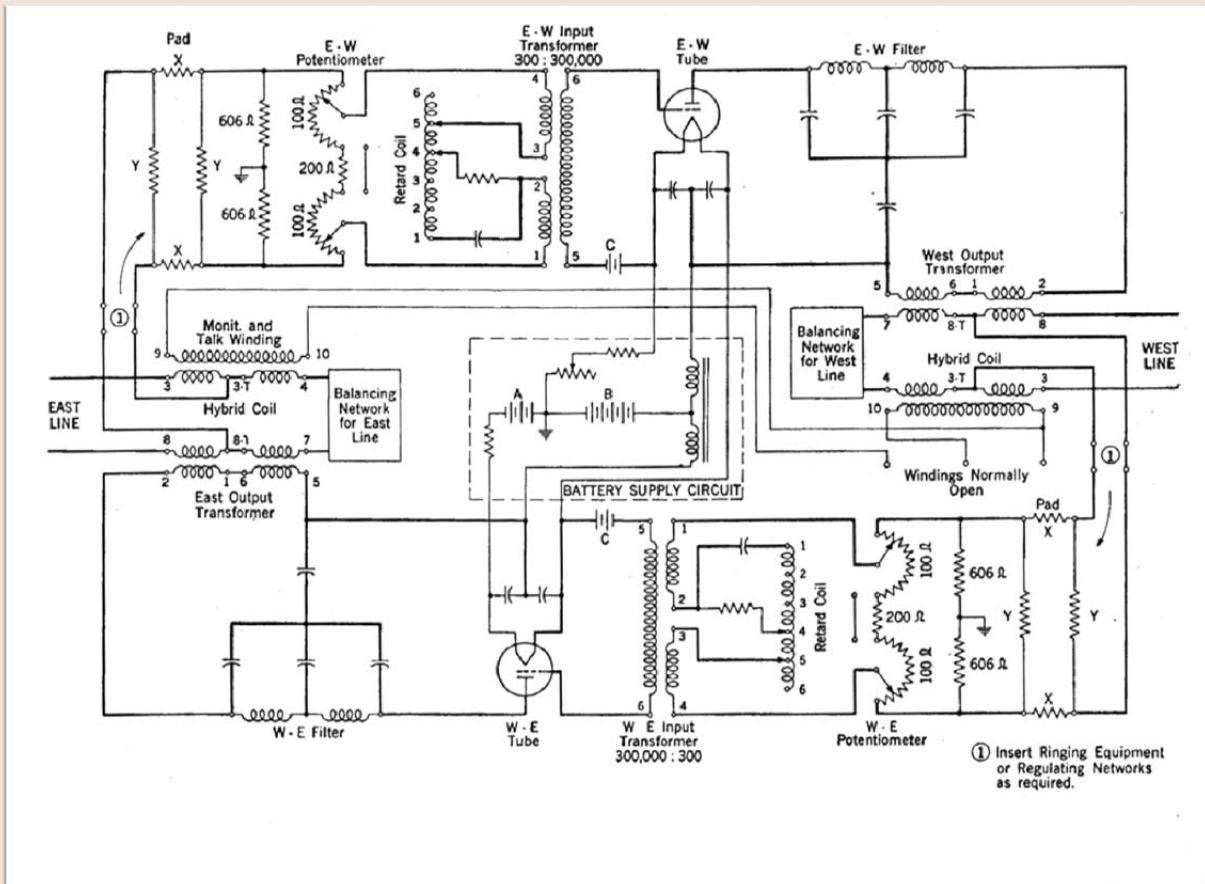 Pad
X
E-W
Potentiometer
E-W Input
Transformer
300 : 300,000
E-W
Tube
E-W Filter
4
6
6
5
4
3
2
1
Retard Coil
606 Ω
606 Ω
100 Ω
200 Ω
100 Ω
Y
Y
3
2
1
5
C
X
①
West Output
Transformer
5
6
1
2
7
8-T
8
Monit. and
Talk Winding
9
10
3
3-T
4
Hybrid Coil
EAST
LINE
Balancing
Network
for East
Line
8
8-T
7
2
1
6
5
East Output
Transformer
A
B
BATTERY SUPPLY CIRCUIT
Balancing
Network
for West
Line
Hybrid Coil
4
3-T
3
10
9
WEST
LINE
Windings Normally
Open
①
Pad
X
C
5
1
2
3
6
4
1
2
3
4
5
6
Retard Coil
100 Ω
200 Ω
100 Ω
606 Ω
606 Ω
Y
Y
X
W-E Filter
W-E
Tube
W E Input
Transformer
300,000 : 300
W-E
Potentiometer
① Insert Ringing Equipment
or Regulating Networks
as required.